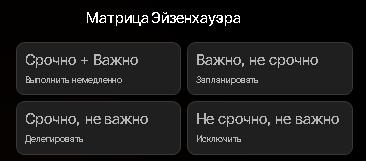 Матрица Эйзенхауэра
Срочно + Важно
Выполнить немедленно
Важно, не срочно
Запланировать
Срочно, не важно
Делегировать
Не срочно, не важно
Исключить